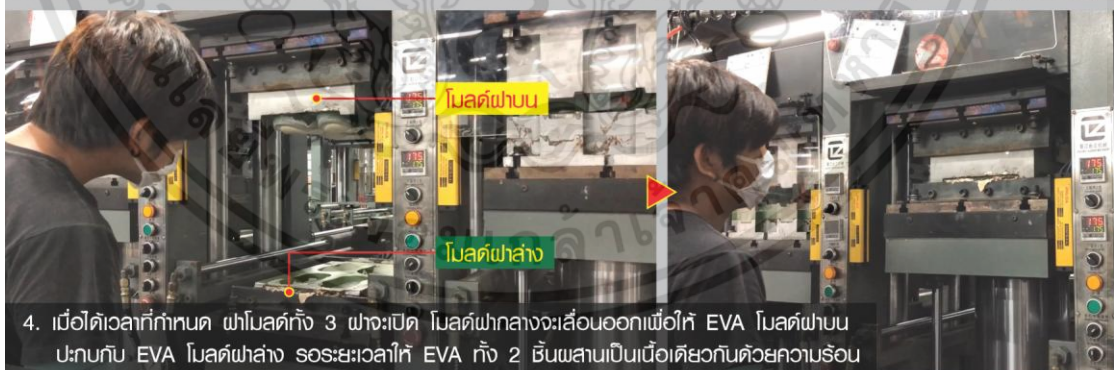 โมลด์ฝาบน
โมลด์ฝาล่าง
175
175
2
175
175
4. เมื่อได้เวลาที่กำหนด ฝาโมลด์ทั้ง 3 ฝาจะเปิด โมลด์ฝากลางจะเลื่อนออกเพื่อให้ EVA โมลด์ฝาบน
ปะกบกับ EVA โมลด์ฝาล่าง รอระยะเวลาให้ EVA ทั้ง 2 ชิ้นผสานเป็นเนื้อเดียวกันด้วยความร้อน